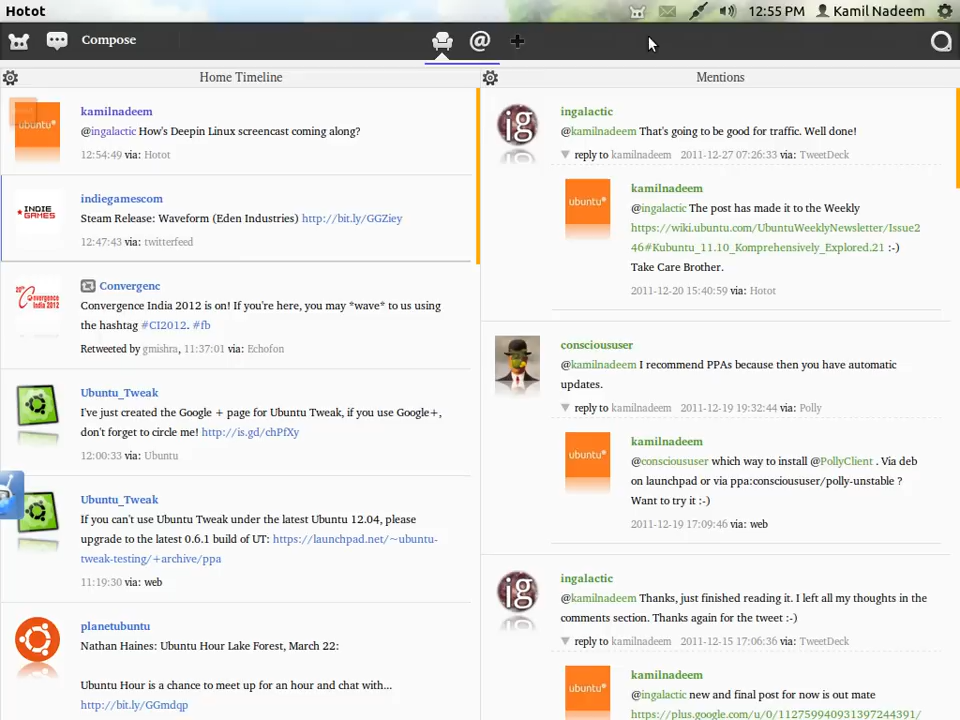 Hotot
12:55 PM
Kamil Nadeem
Compose
@
Home Timeline
kamilnadeem
@ingalactic How's Deepin Linux screencast coming along?
12:54:49 via: Hotot
ubuntu
indiegamescom
Steam Release: Waveform (Eden Industries) http://bit.ly/GGZiey
12:47:43 via: twitterfeed
INDIE
GAMES
Convergenc
Convergence India 2012 is on! If you're here, you may *wave* to us using
the hashtag #CI2012. #fb
Retweeted by gmishra, 11:37:01 via: Echofon
Ubuntu_Tweak
I've just created the Google + page for Ubuntu Tweak, if you use Google+,
don't forget to circle me! http://is.gd/chPfXy
12:00:33 via: Ubuntu
Ubuntu_Tweak
If you can't use Ubuntu Tweak under the latest Ubuntu 12.04, please
upgrade to the latest 0.6.1 build of UT: https://launchpad.net/~ubuntu-
tweak-testing/+archive/ppa
11:19:30 via: web
planetubuntu
Nathan Haines: Ubuntu Hour Lake Forest, March 22:
Ubuntu Hour is a chance to meet up for an hour and chat with...
http://bit.ly/GGmdqp
Mentions
ig
ingalactic
@kamilnadeem That's going to be good for traffic. Well done!
reply to kamilnadeem 2011-12-27 07:26:33 via: TweetDeck
ubuntu
kamilnadeem
@ingalactic The post has made it to the Weekly
https://wiki.ubuntu.com/UbuntuWeeklyNewsletter/Issue2
46#Kubuntu_11.10_Komprehensively_Explored.21 :-)
Take Care Brother.
2011-12-20 15:40:59 via: Hotot
conscioususer
@kamilnadeem I recommend PPAs because then you have automatic
updates.
reply to kamilnadeem 2011-12-19 19:32:44 via: Polly
ubuntu
kamilnadeem
@conscioususer which way to install @PollyClient . Via deb
on launchpad or via ppa:conscioususer/polly-unstable ?
Want to try it :-)
2011-12-19 17:09:46 via: web
ig
ingalactic
@kamilnadeem Thanks, just finished reading it. I left all my thoughts in the
comments section. Thanks again for the tweet :-)
reply to kamilnadeem 2011-12-15 17:06:36 via: TweetDeck
ubuntu
kamilnadeem
@ingalactic new and final post for now is out mate
https://plus.google.com/u/0/112759940931397244391/